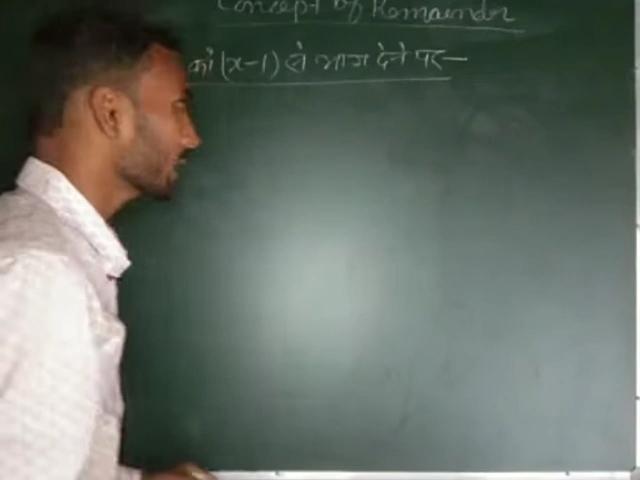 Concept of Remainder
को (x-1) से भाग देने पर-